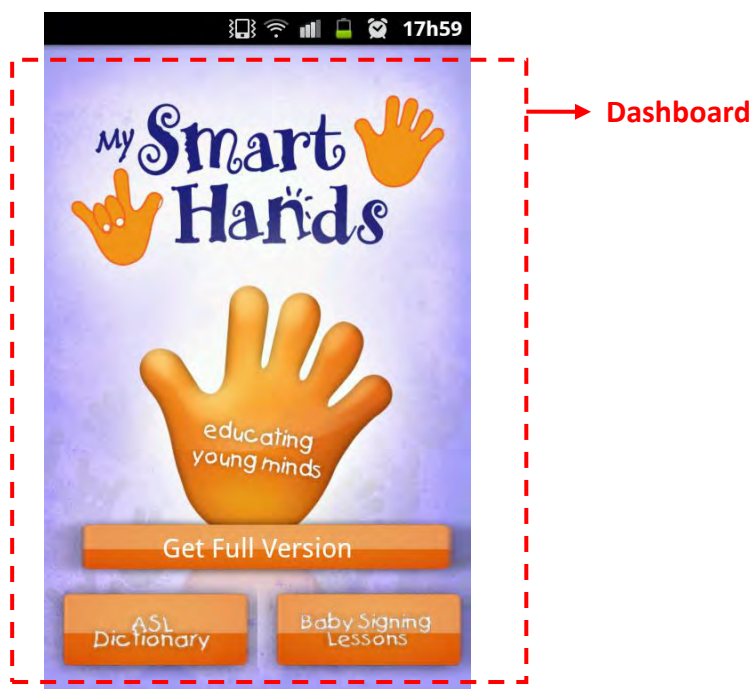 17h59
Dashboard
My Smart
Hands
educating
young minds
Get Full Version
ASL
Dictionary
Baby Signing
Lessons